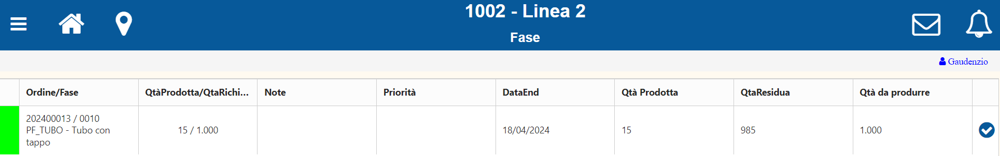 1002 - Linea 2
Fase
Gaudenzio
Ordine/Fase QtàProdotta/QtaRichi... Note Priorità DataEnd Qtà Prodotta QtaResidua Qtà da produrre
202400013 / 0010
PF_TUBO - Tubo con
tappo
15 / 1.000 18/04/2024 15 985 1.000